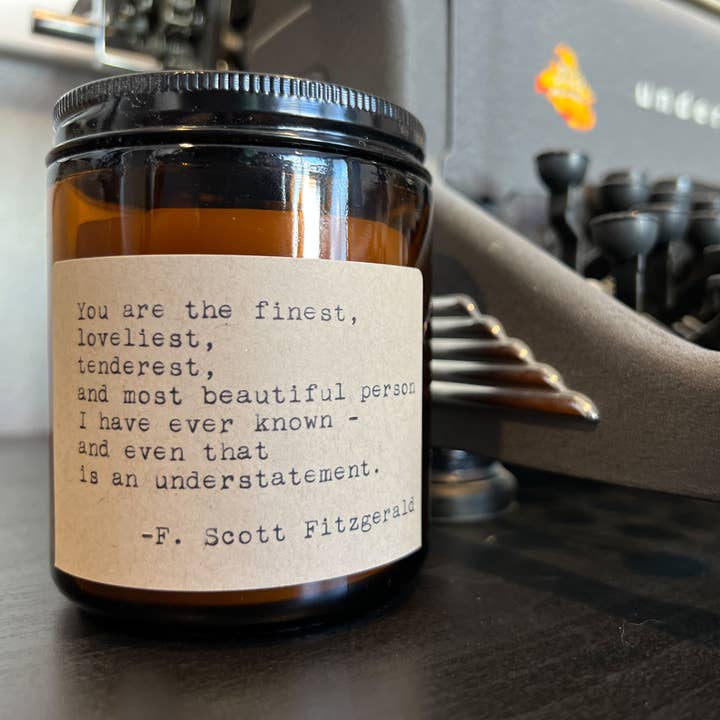 You are the finest,
loveliest,
tenderest,
and most beautiful person
I have ever known -
and even that
is an understatement.
-F. Scott Fitzgerald